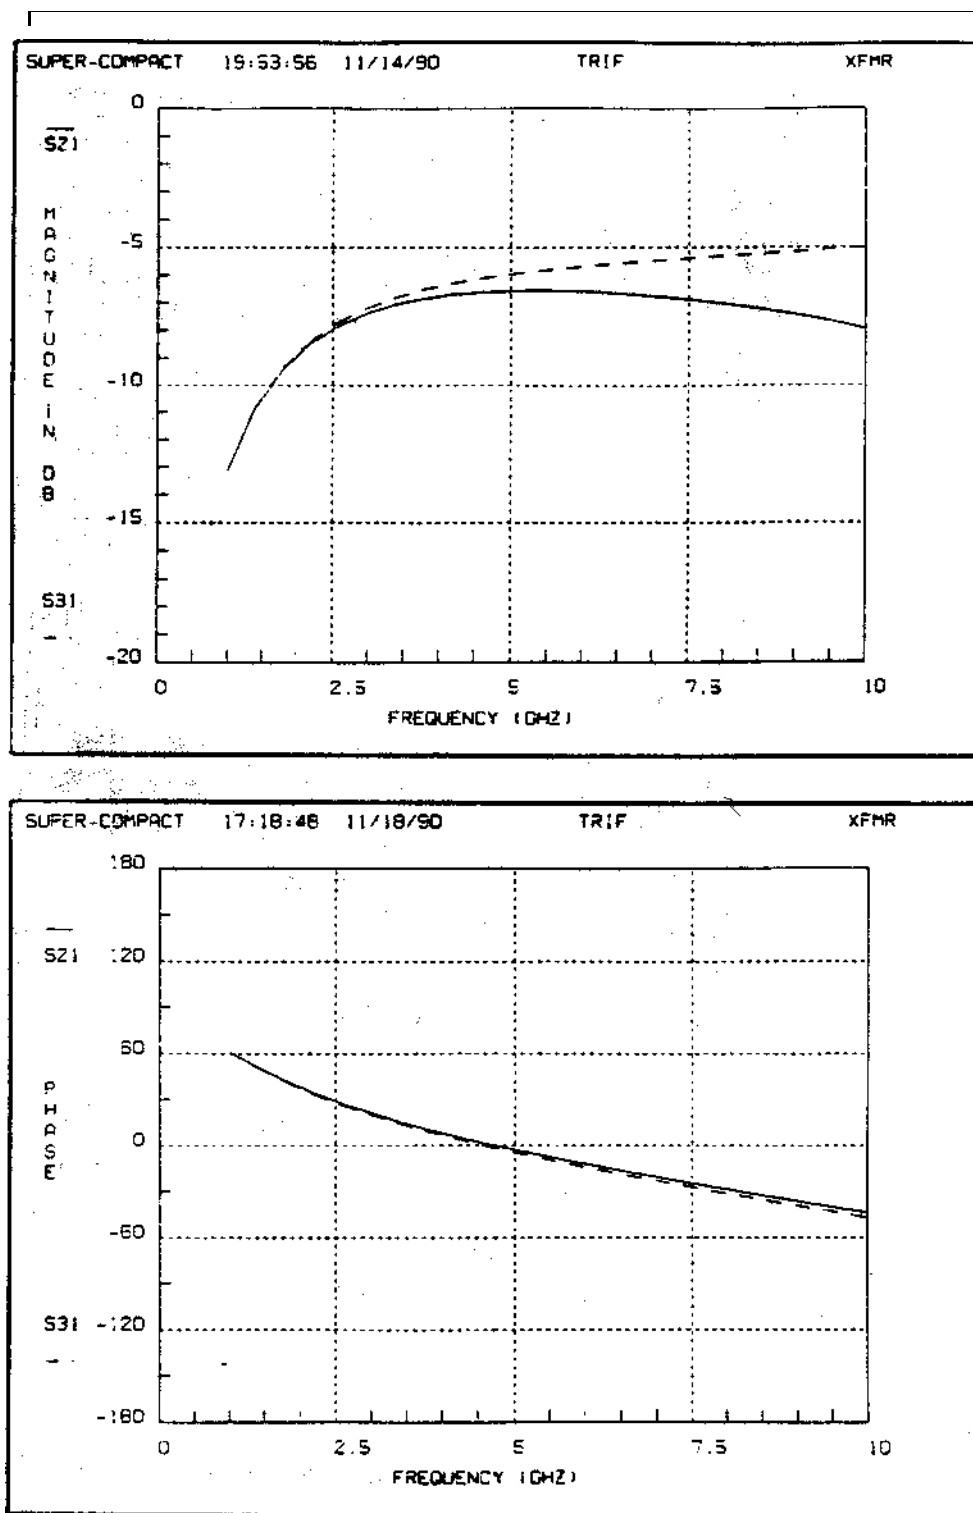 SUPER-COMPACT 19:53:56 11/14/90 TRIF XFMR
0
S21
MAGNITUDE IN DB
-5
-10
-15
S31
-20
0 2.5 5 7.5 10
FREQUENCY (GHZ)
SUPER-COMPACT 17:18:48 11/18/90 TRIF XFMR
180
S21 120
60
PHASE
0
-60
S31 -120
-180
0 2.5 5 7.5 10
FREQUENCY (GHZ)